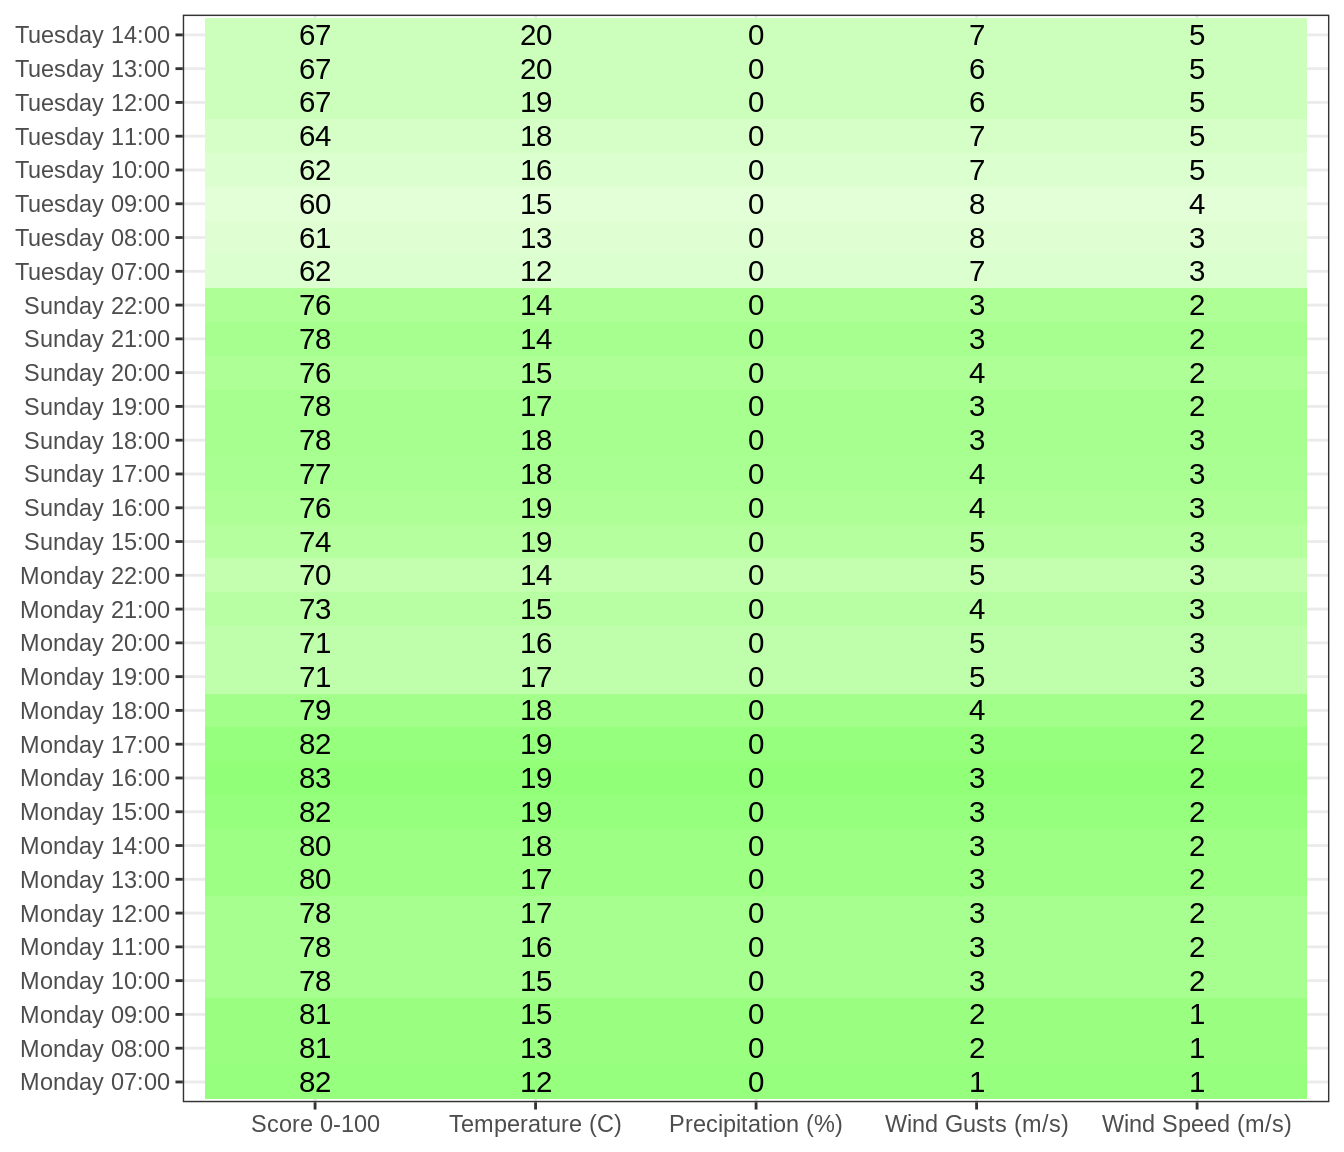 Tuesday 14:00 67 20 0 7 5
Tuesday 13:00 67 20 0 6 5
Tuesday 12:00 67 19 0 6 5
Tuesday 11:00 64 18 0 7 5
Tuesday 10:00 62 16 0 7 5
Tuesday 09:00 60 15 0 8 4
Tuesday 08:00 61 13 0 8 3
Tuesday 07:00 62 12 0 7 3
Sunday 22:00 76 14 0 3 2
Sunday 21:00 78 14 0 3 2
Sunday 20:00 76 15 0 4 2
Sunday 19:00 78 17 0 3 2
Sunday 18:00 78 18 0 3 3
Sunday 17:00 77 18 0 4 3
Sunday 16:00 76 19 0 4 3
Sunday 15:00 74 19 0 5 3
Monday 22:00 70 14 0 5 3
Monday 21:00 73 15 0 4 3
Monday 20:00 71 16 0 5 3
Monday 19:00 71 17 0 5 3
Monday 18:00 79 18 0 4 2
Monday 17:00 82 19 0 3 2
Monday 16:00 83 19 0 3 2
Monday 15:00 82 19 0 3 2
Monday 14:00 80 18 0 3 2
Monday 13:00 80 17 0 3 2
Monday 12:00 78 17 0 3 2
Monday 11:00 78 16 0 3 2
Monday 10:00 78 15 0 3 2
Monday 09:00 81 15 0 2 1
Monday 08:00 81 13 0 2 1
Monday 07:00 82 12 0 1 1
Score 0-100 Temperature (C) Precipitation (%) Wind Gusts (m/s) Wind Speed (m/s)